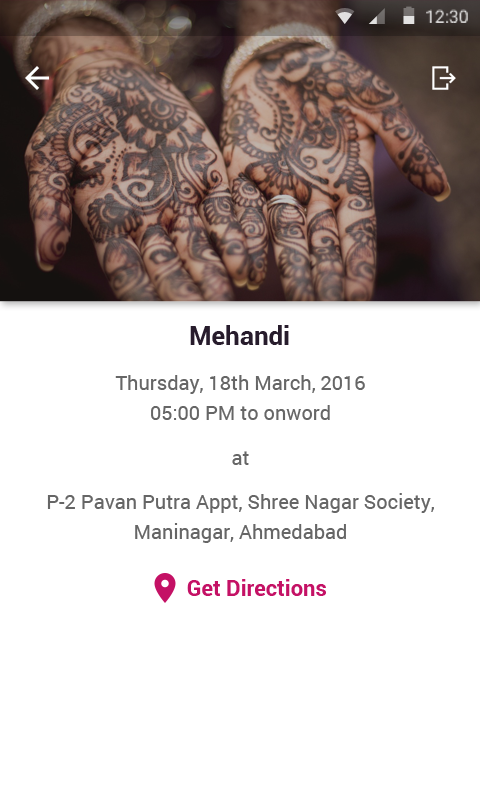 12:30
Mehandi
Thursday, 18th March, 2016
05:00 PM to onword
at
P-2 Pavan Putra Appt, Shree Nagar Society,
Maninagar, Ahmedabad
Get Directions